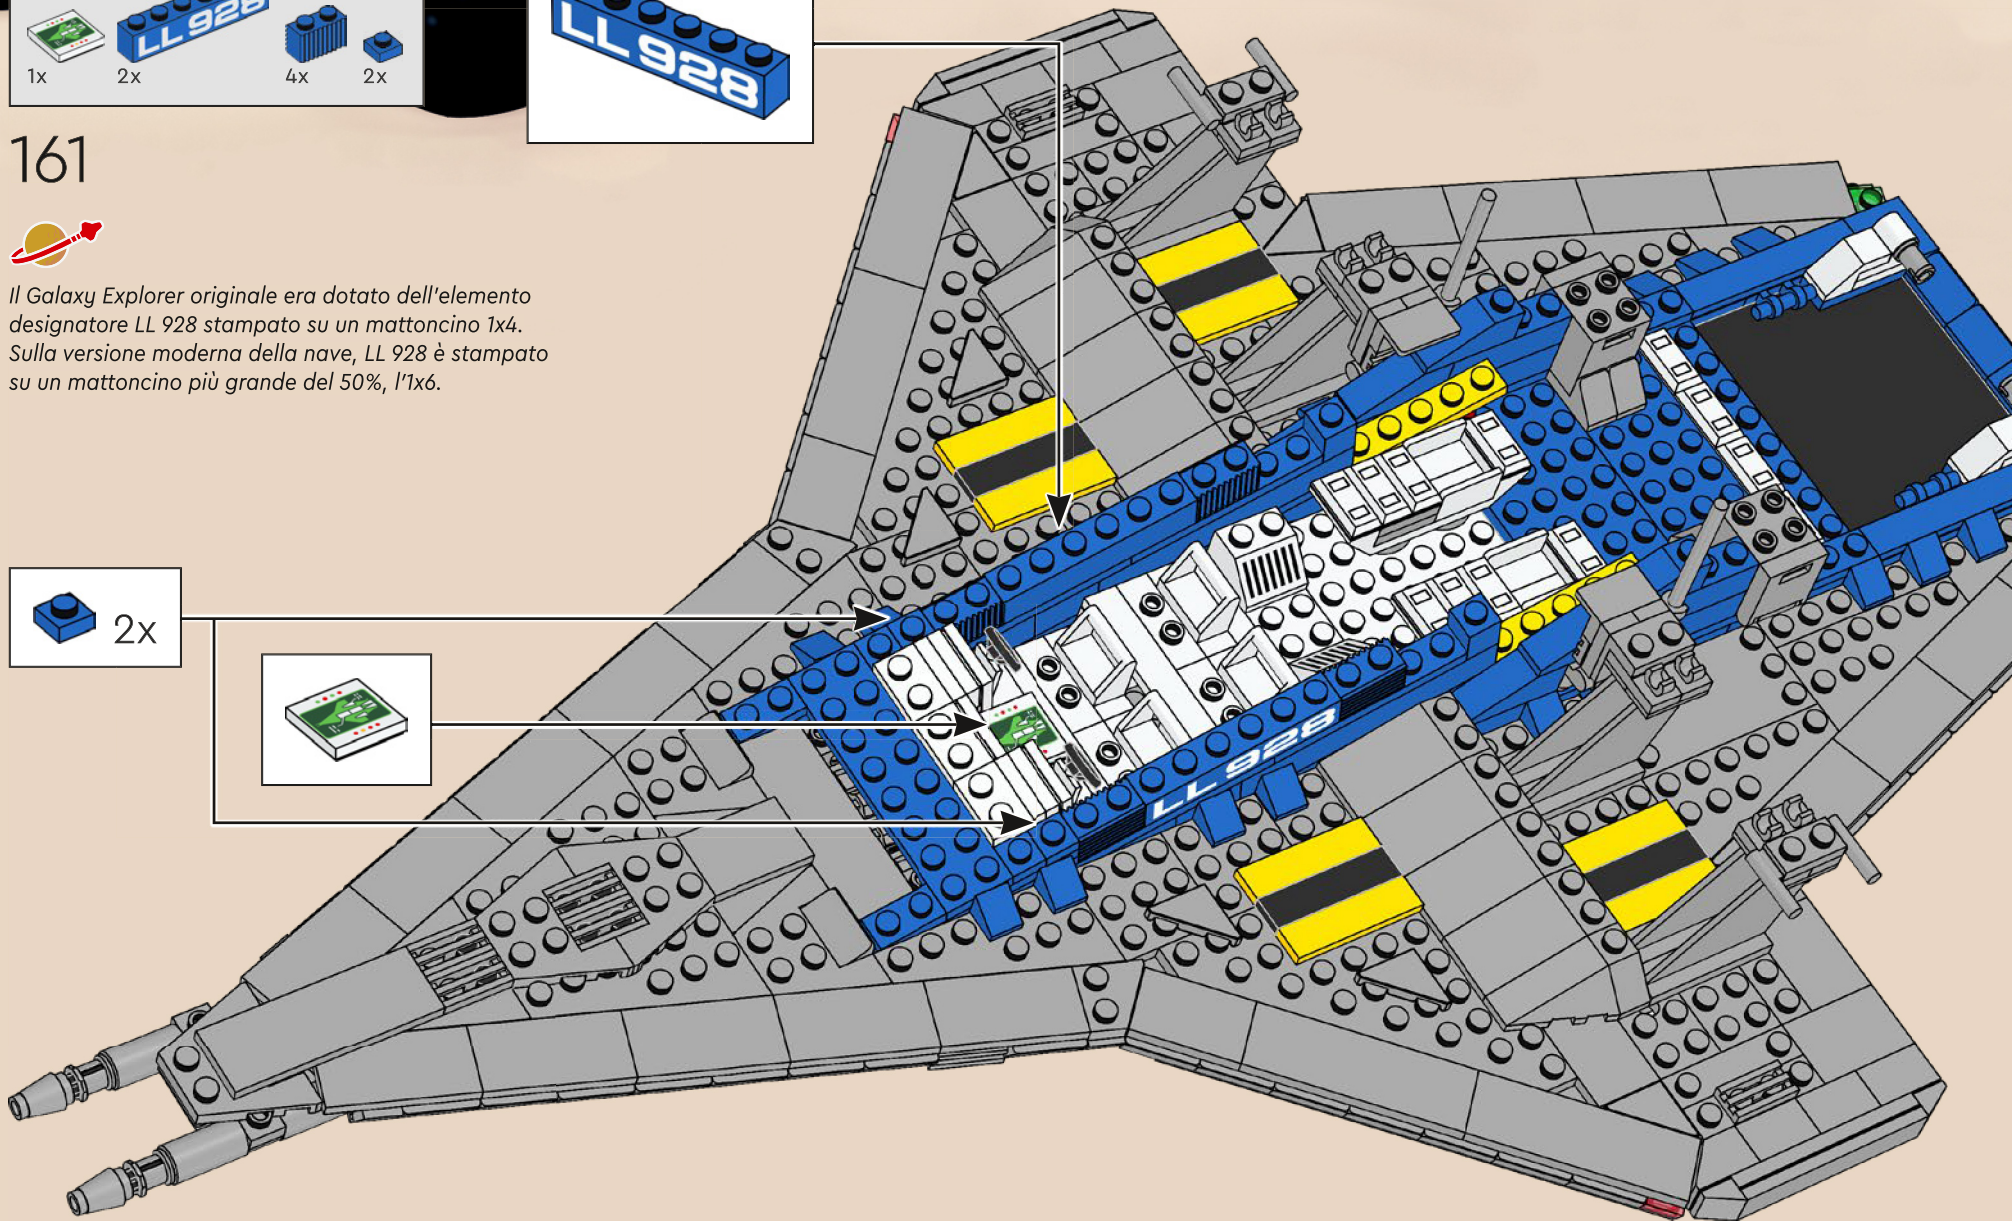 LL 928
LL 928
1x
2x
4x
2x
161
Il Galaxy Explorer originale era dotato dell'elemento
designatore LL 928 stampato su un mattoncino 1x4.
Sulla versione moderna della nave, LL 928 è stampato
su un mattoncino più grande del 50%, l'1x6.
2x
LL 928